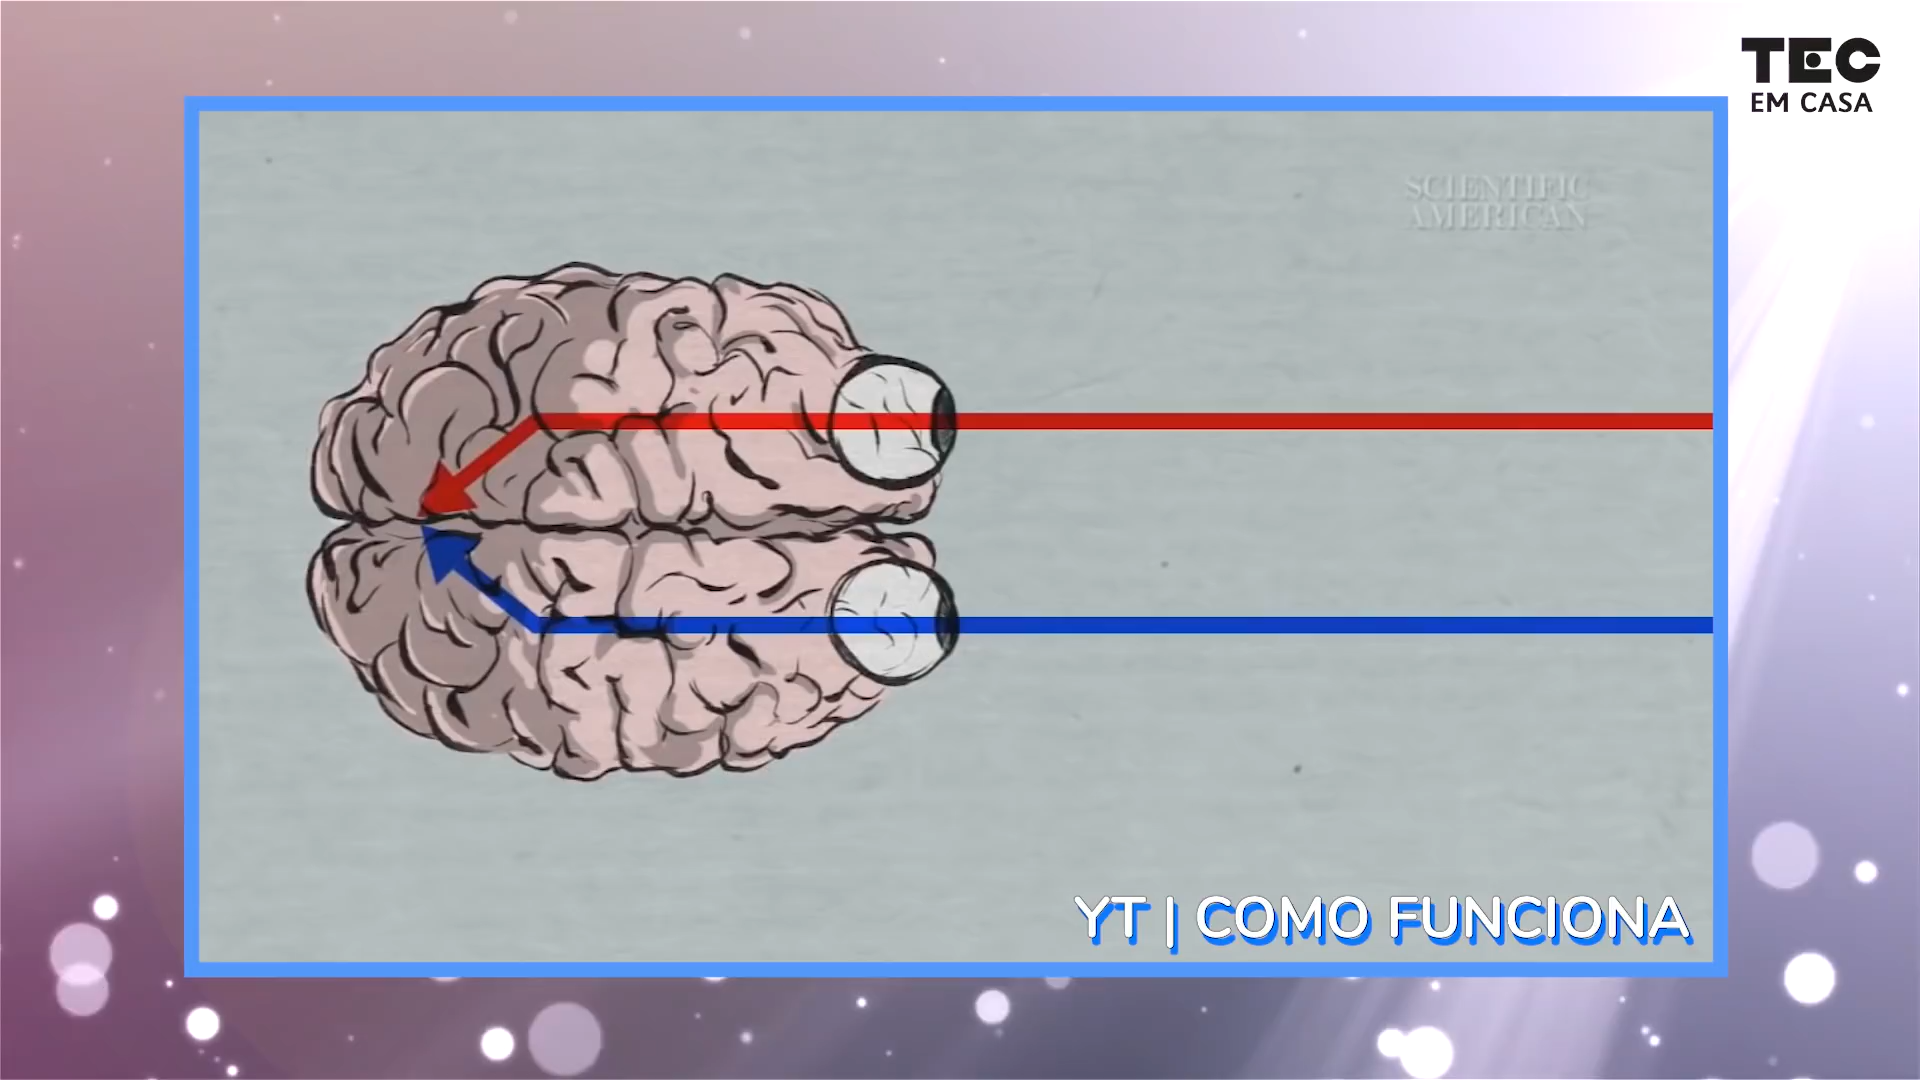 TEC
EM CASA
SCIENTIFIC
AMERICAN
YT | COMO FUNCIONA